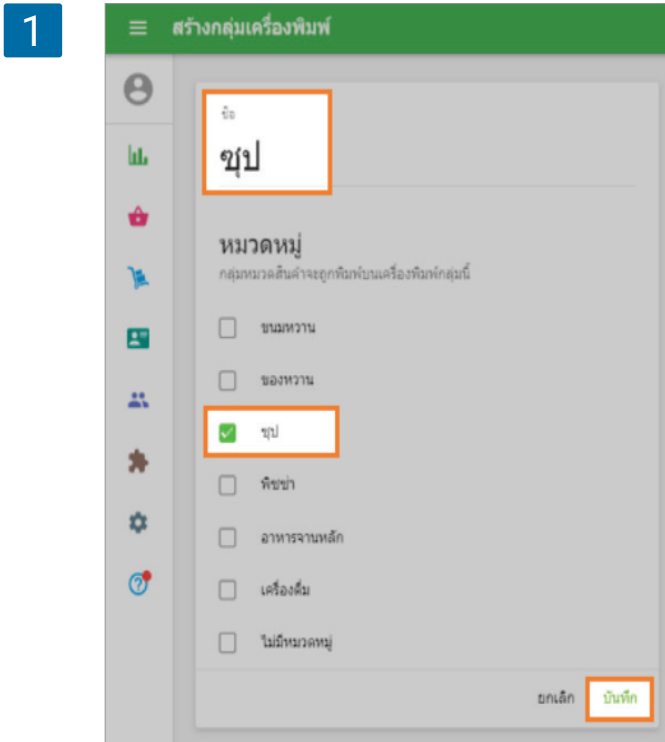 1
สร้างกลุ่มเครื่องพิมพ์
ชื่อ
ซุป
หมวดหมู่
กลุ่มหมวดสินค้าจะถูกพิมพ์บนเครื่องพิมพ์กลุ่มนี้
ขนมหวาน
ของหวาน
ซุป
พิซซ่า
อาหารจานหลัก
เครื่องดื่ม
ไม่มีหมวดหมู่
ยกเลิก บันทึก